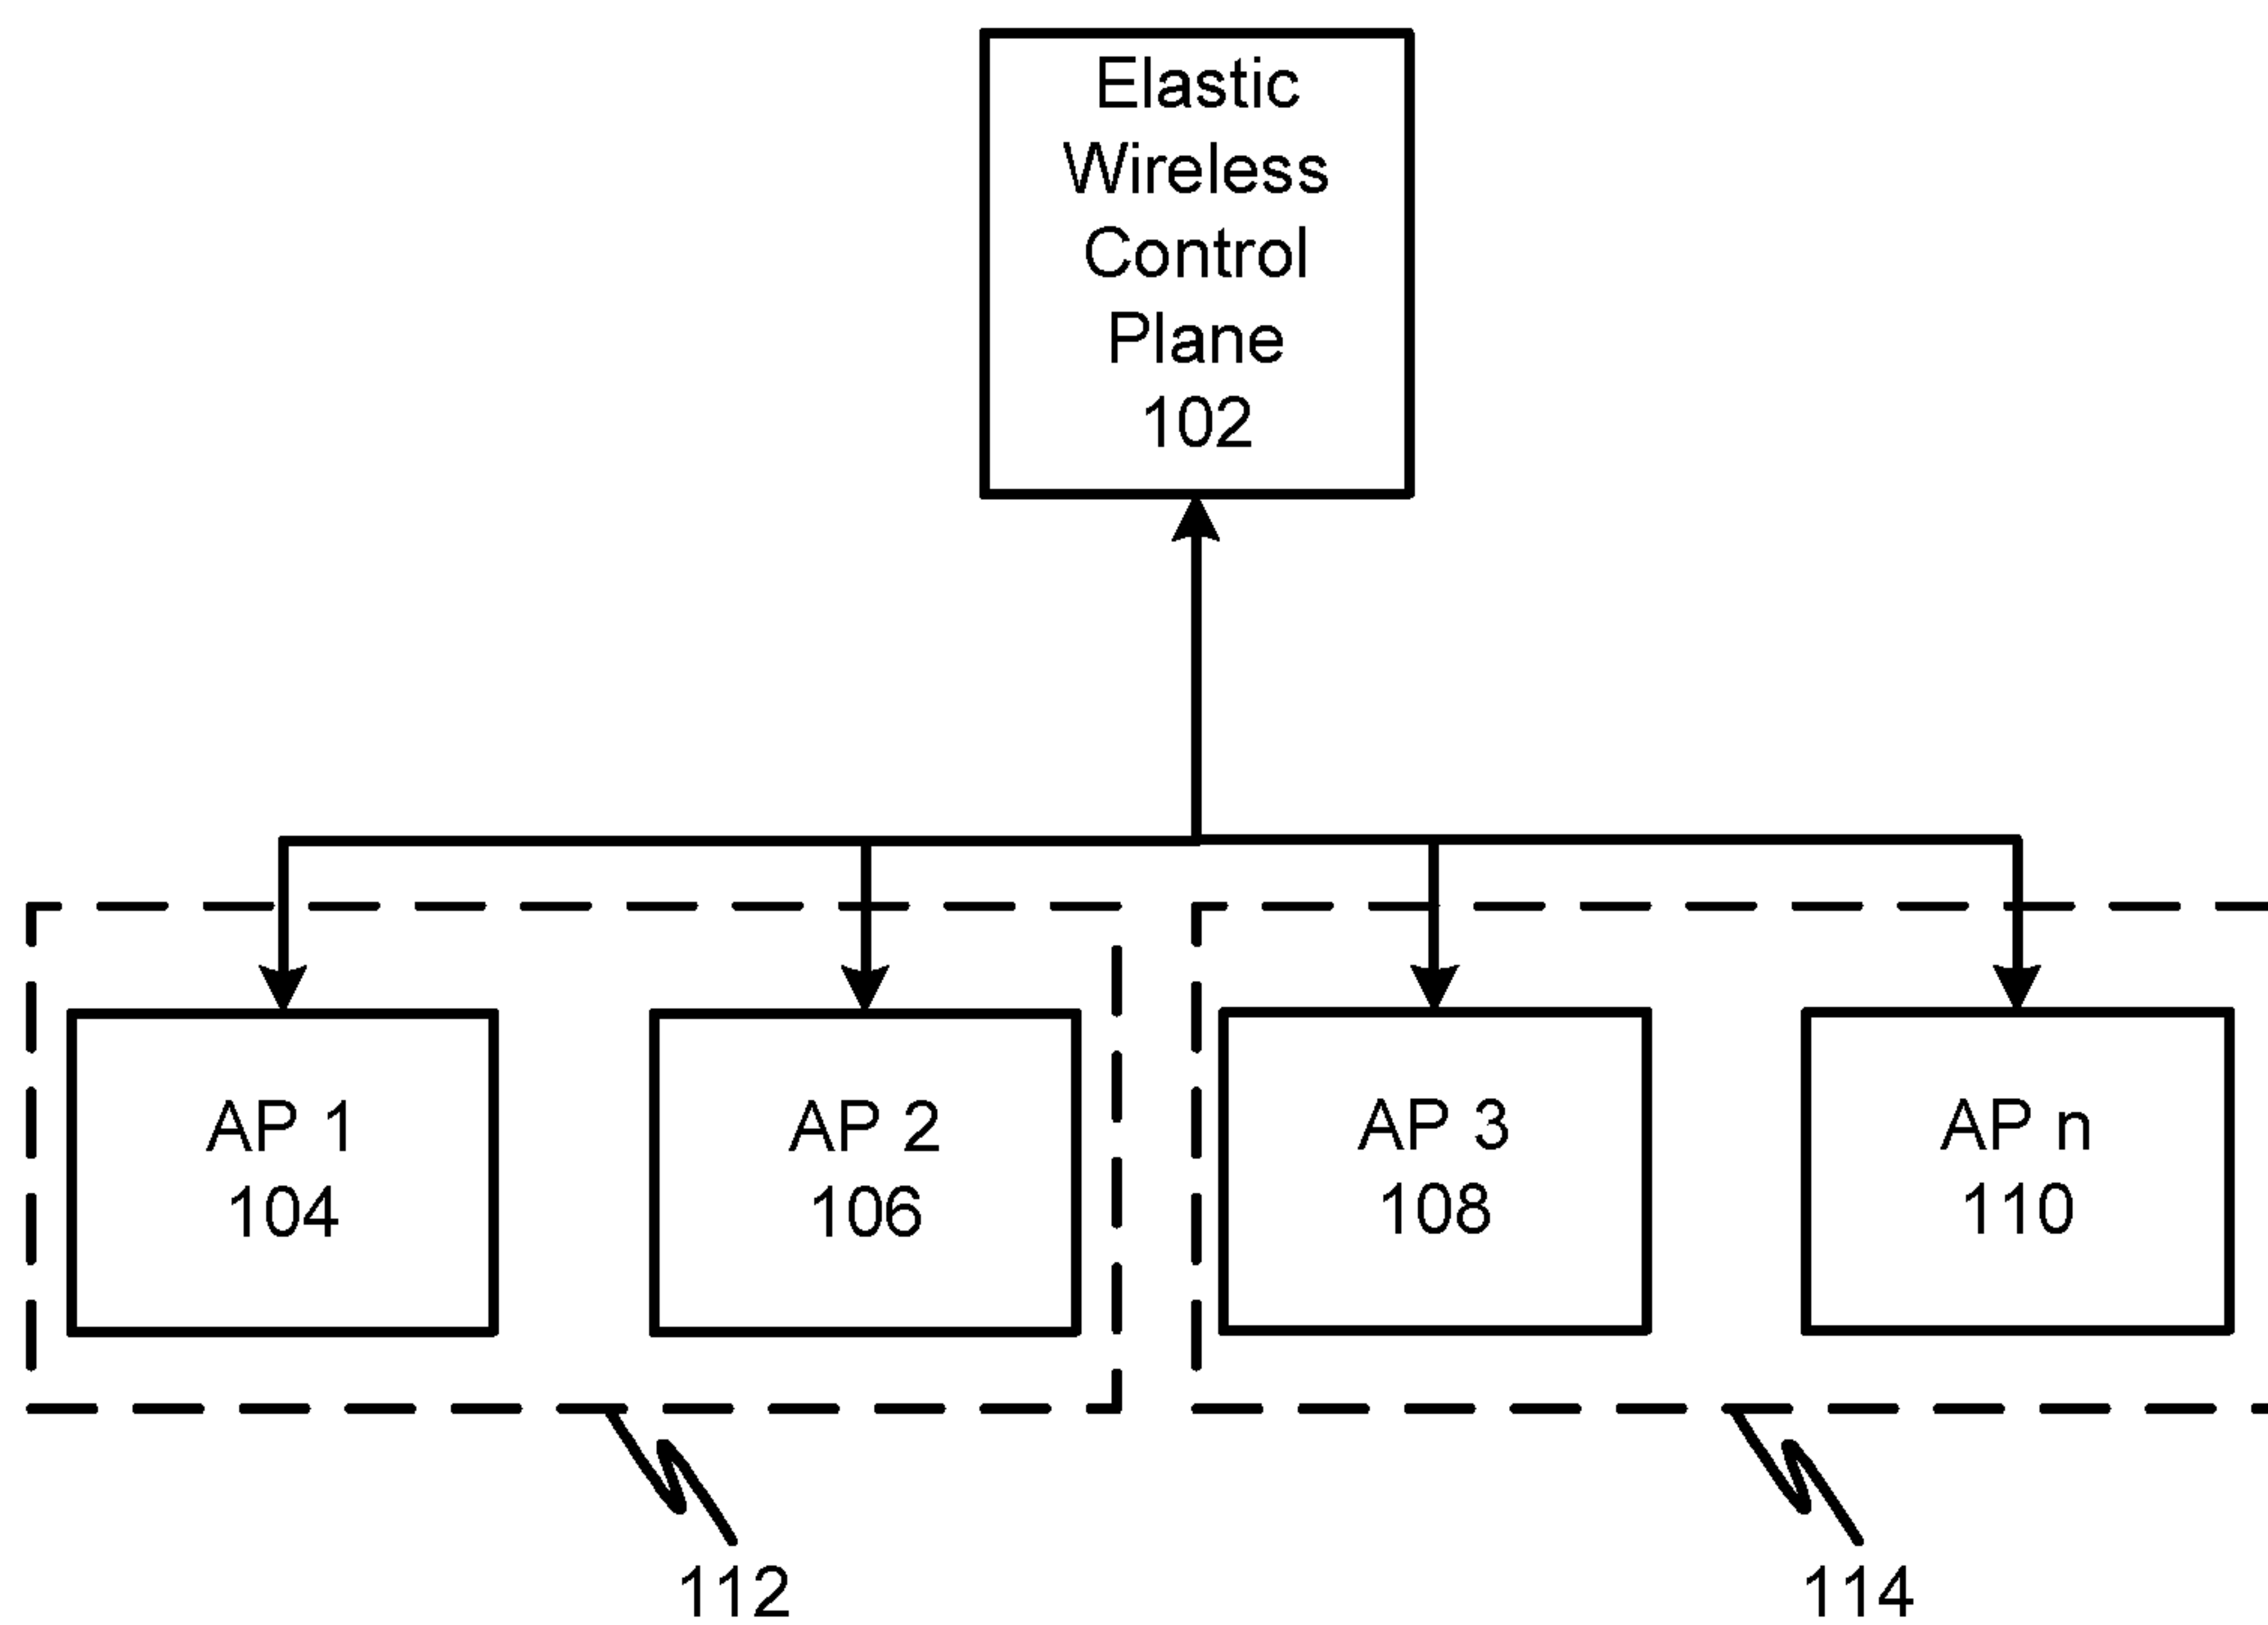 Elastic
Wireless
Control
Plane
102
AP 1
104
AP 2
106
AP 3
108
AP n
110
112
114